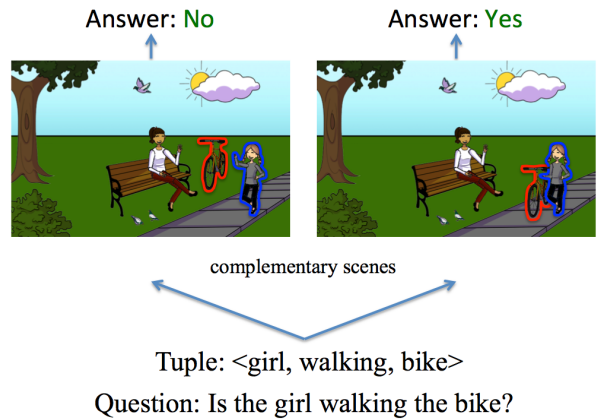 Answer: No
Answer: Yes
complementary scenes
Tuple: <girl, walking, bike>
Question: Is the girl walking the bike?